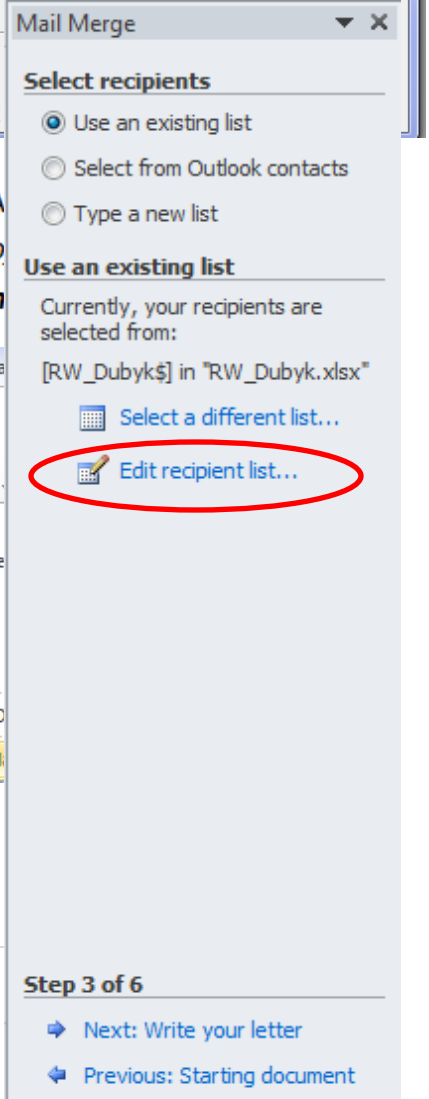 Mail Merge
Select recipients
Use an existing list
Select from Outlook contacts
Type a new list
Use an existing list
Currently, your recipients are
selected from:
[RW_Dubyk$] in "RW_Dubyk.xlsx"
Select a different list...
Edit recipient list...
Step 3 of 6
Next: Write your letter
Previous: Starting document